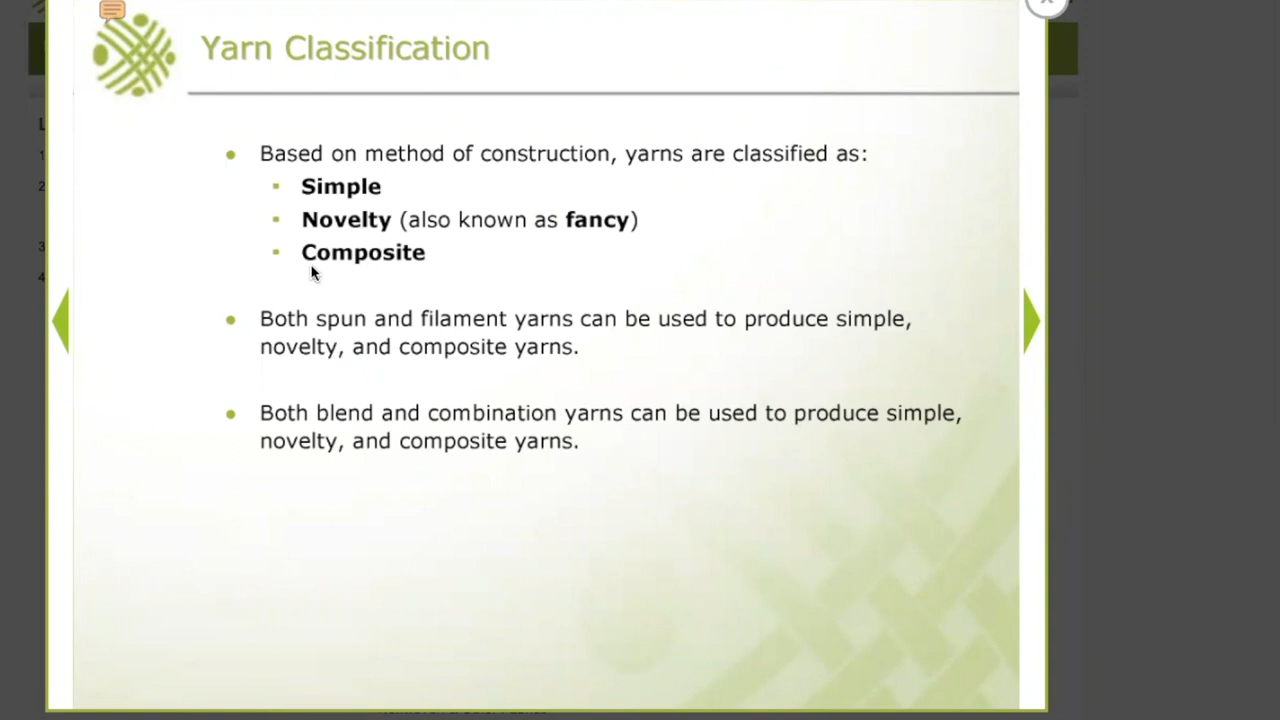 Yarn Classification
Based on method of construction, yarns are classified as:
Simple
Novelty (also known as fancy)
Composite
Both spun and filament yarns can be used to produce simple,
novelty, and composite yarns.
Both blend and combination yarns can be used to produce simple,
novelty, and composite yarns.